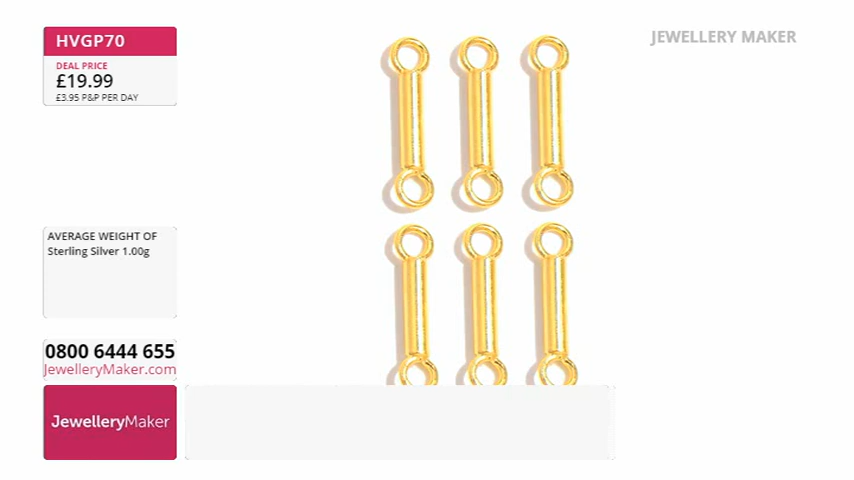 HVGP70
DEAL PRICE
£19.99
£3.95 P&P PER DAY
JEWELLERY MAKER
AVERAGE WEIGHT OF
Sterling Silver 1.00g
0800 6444 655
JewelleryMaker.com
JewelleryMaker